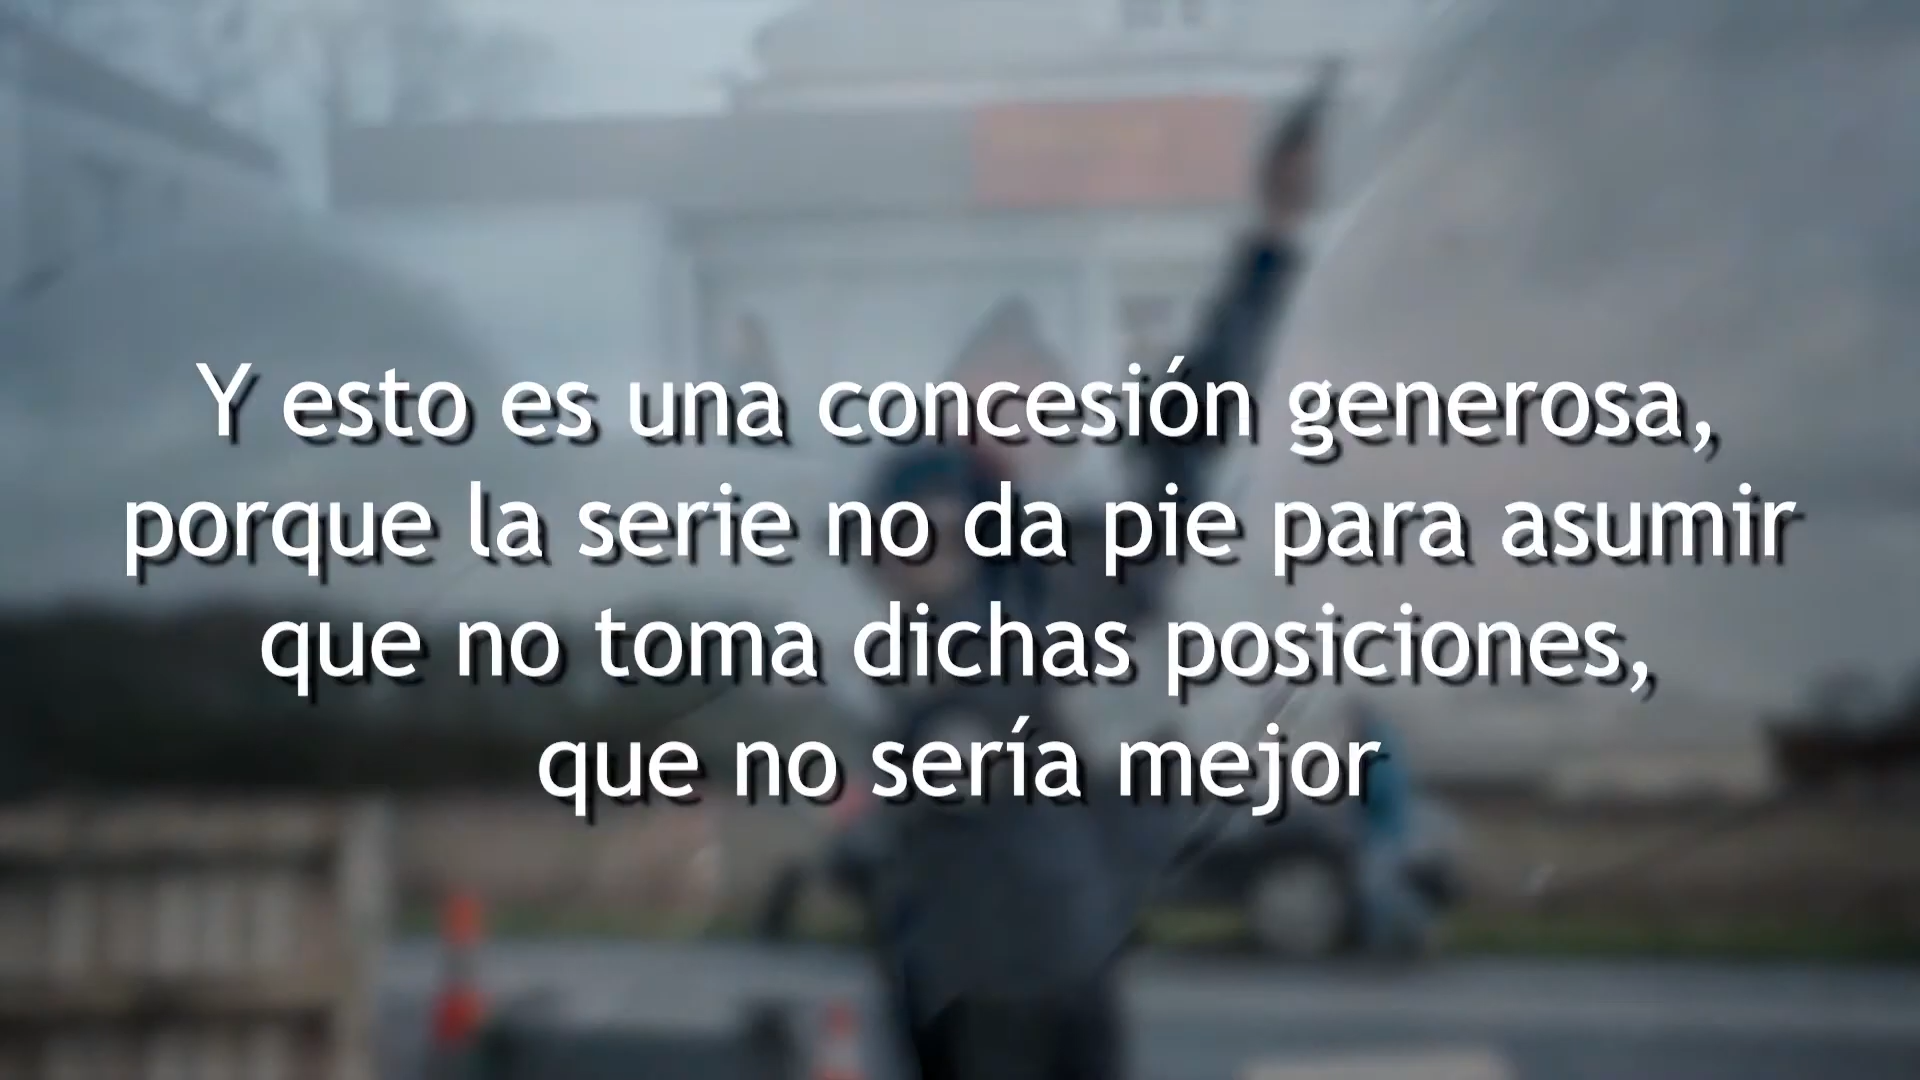 Y esto es una concesión generosa,
porque la serie no da pie para asumir
que no toma dichas posiciones,
que no sería mejor